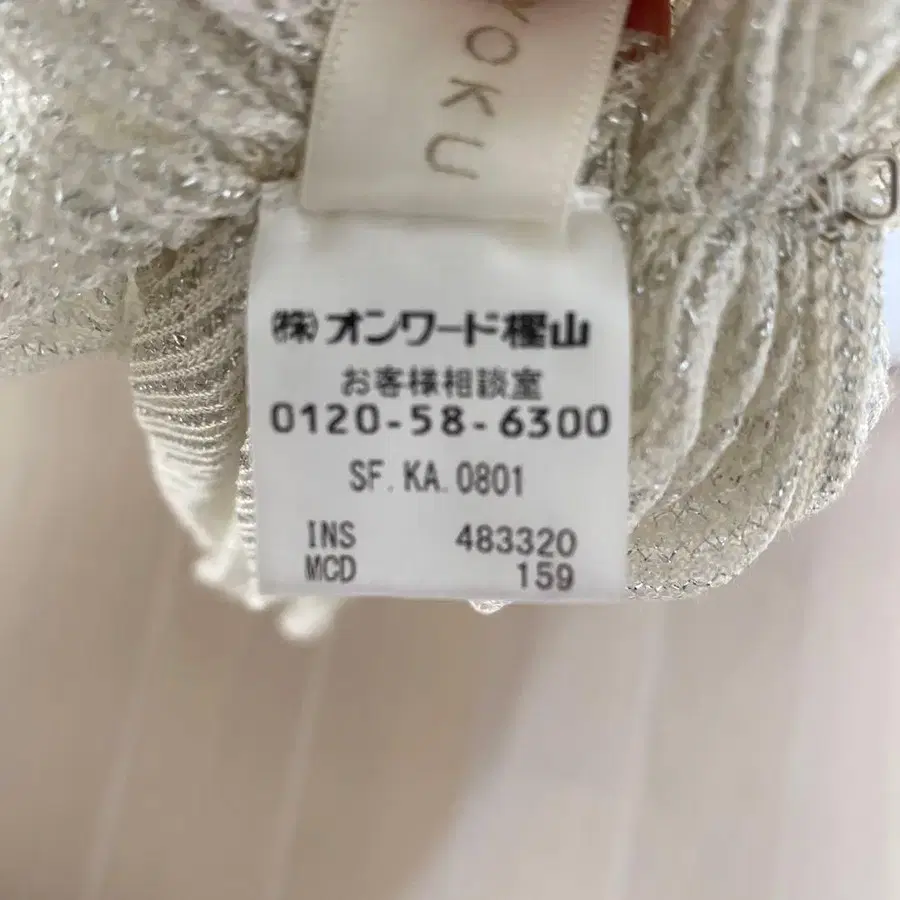 YOKU
㈱オンワード樫山
お客様相談室
0120-58-6300
SF. KA. 0801
INS 483320
MCD 159